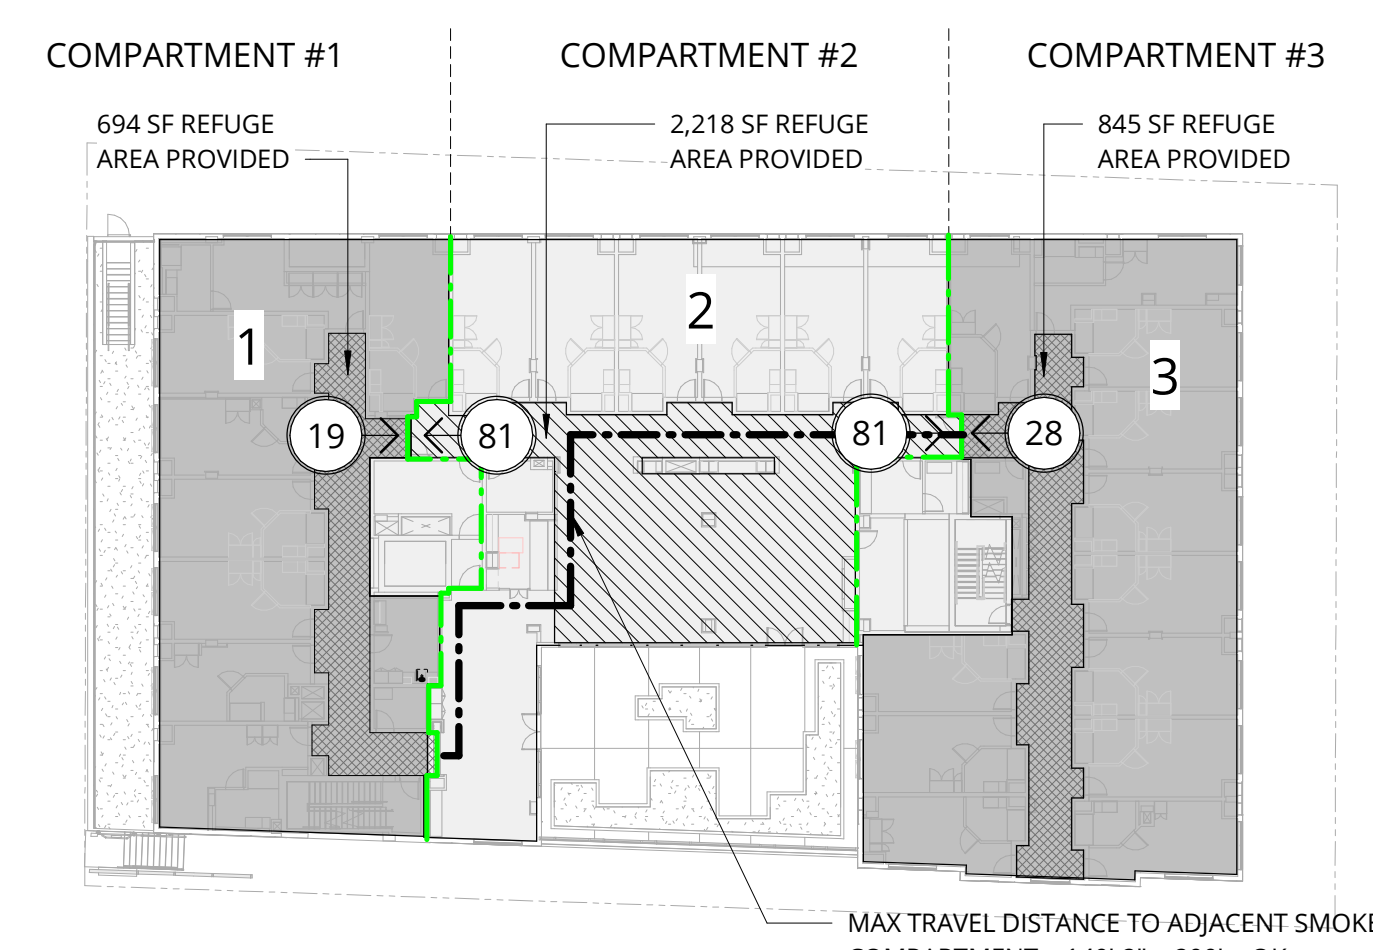 COMPARTMENT #1
COMPARTMENT #2
COMPARTMENT #3
694 SF REFUGE
AREA PROVIDED
2,218 SF REFUGE
AREA PROVIDED
845 SF REFUGE
AREA PROVIDED
1
2
3
19
81
81
28
MAX TRAVEL DISTANCE TO ADJACENT SMOKE